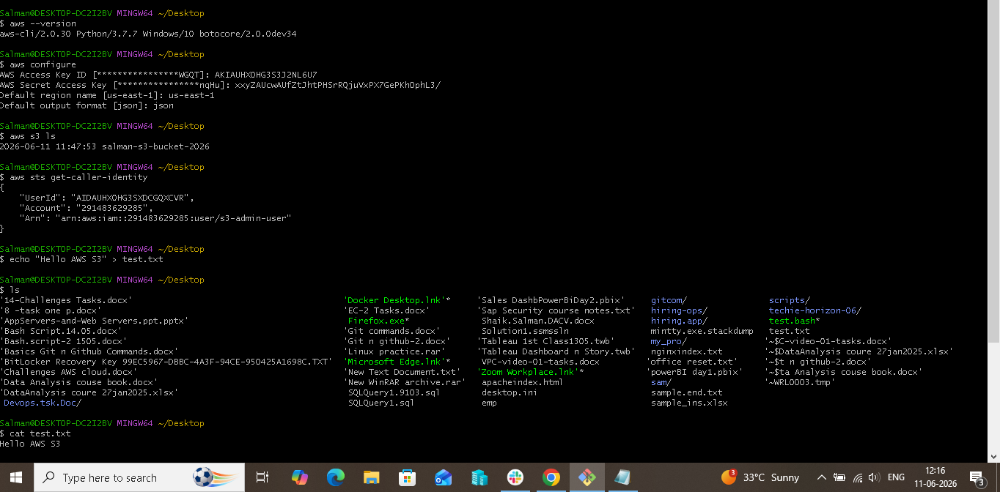 Salman@DESKTOP-DC2I2BV MINGW64 ~/Desktop
$ aws --version
aws-cli/2.0.30 Python/3.7.7 Windows/10 botocore/2.0.0dev34
Salman@DESKTOP-DC2I2BV MINGW64 ~/Desktop
$ aws configure
AWS Access Key ID [****************WGQT]: AKIAUHXOHG3S3J2NL6U7
AWS Secret Access Key [****************nqHu]: 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
Default region name [us-east-1]: us-east-1
Default output format [json]: json
Salman@DESKTOP-DC2I2BV MINGW64 ~/Desktop
$ aws s3 ls
2026-06-11 11:47:53 salman-s3-bucket-2026
Salman@DESKTOP-DC2I2BV MINGW64 ~/Desktop
$ aws sts get-caller-identity
{
    "UserId": "AIDAUHXOHG3SXDCGQXCVR",
    "Account": "291483629285",
    "Arn": "arn:aws:iam::291483629285:user/s3-admin-user"
}
Salman@DESKTOP-DC2I2BV MINGW64 ~/Desktop
$ echo "Hello AWS S3" > test.txt
Salman@DESKTOP-DC2I2BV MINGW64 ~/Desktop
$ ls
'14-Challenges Tasks.docx' 'Docker Desktop.lnk'* 'Sales DashbPowerBiDay2.pbix' gitcom/ scripts/
'8 -task one p.docx' 'EC-2 Tasks.docx' 'Sap Security course notes.txt' hiring-ops/ techie-horizon-06/
'AppServers-and-Web Servers.ppt.pptx' Firefox.exe* Shaik.Salman.DACV.docx hiring.app/ test.bash*
'Bash Script.14.05.docx' 'Git commands.docx' Solution1.ssmssln mintty.exe.stackdump test.txt
'Bash.script-2 1505.docx' 'Git n github-2.docx' 'Tableau 1st Class1305.twb' my_pro/ '~$C-video-01-tasks.docx'
'Basics Git n Github Commands.docx' 'Linux practice.rar' 'Tableau Dashboard n Story.twb' nginxindex.txt '~$DataAnalysis coure 27jan2025.xlsx'
'BitLocker Recovery Key 99EC5967-DBBC-4A3F-94CE-950425A1698C.TXT' 'Microsoft Edge.lnk'* VPC-video-01-tasks.docx 'office reset.txt' '~$t n github-2.docx'
'Challenges AWS cloud.docx' 'New Text Document.txt' 'Zoom Workplace.lnk'* 'powerBI day1.pbix' '~$ta Analysis couse book.docx'
'Data Analysis couse book.docx' 'New WinRAR archive.rar' apacheindex.html sam/ '~WRL0003.tmp'
'DataAnalysis coure 27jan2025.xlsx' SQLQuery1.9103.sql desktop.ini sample.end.txt
Devops.tsk.Doc/ SQLQuery1.sql emp sample_ins.xlsx
Salman@DESKTOP-DC2I2BV MINGW64 ~/Desktop
$ cat test.txt
Hello AWS S3
Type here to search 3 33°C Sunny ENG 12:16 3
11-06-2026